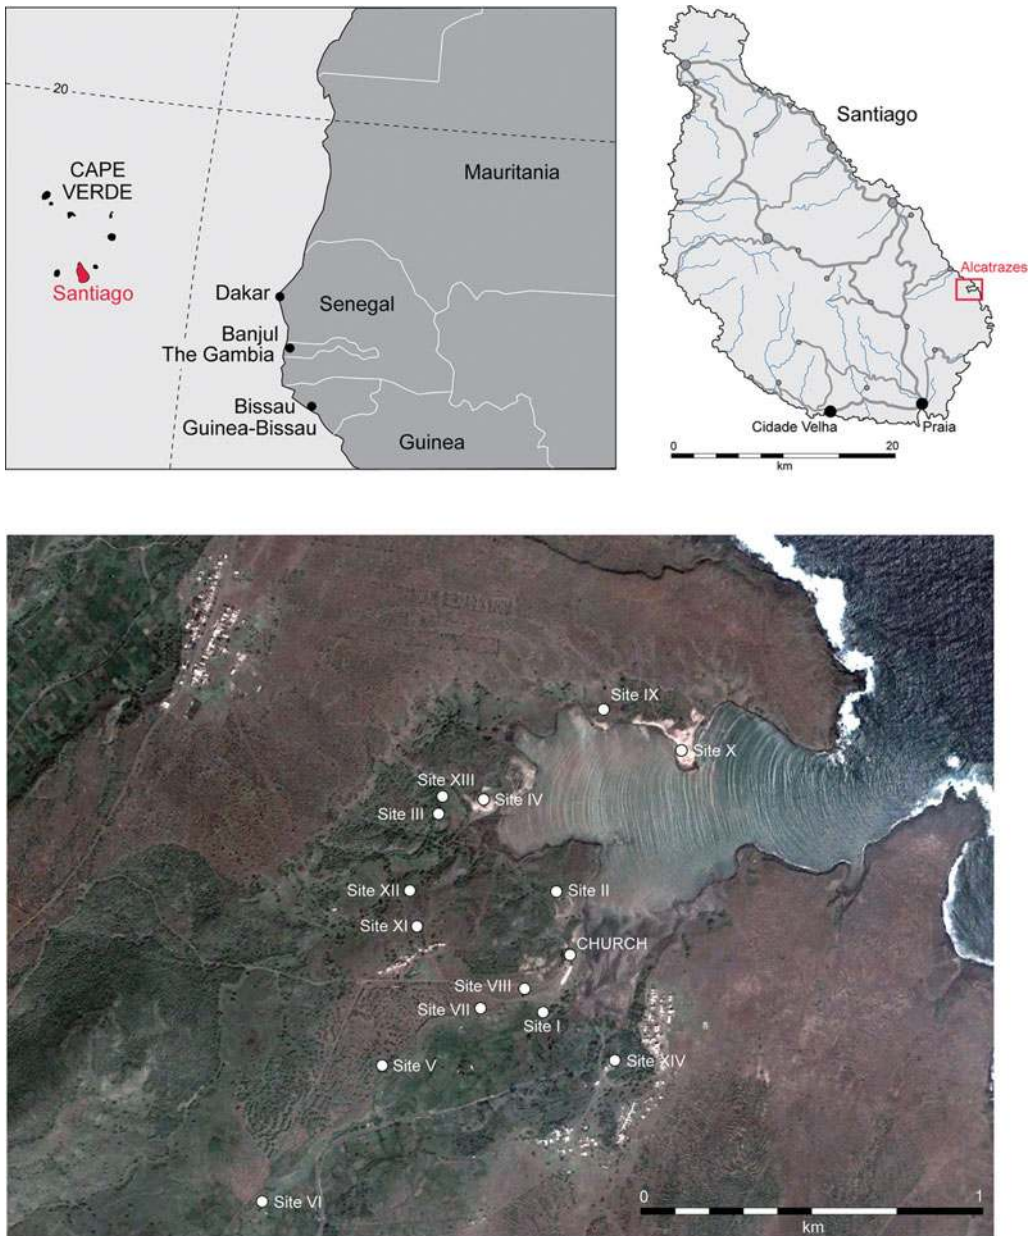 20
CAPE
VERDE
Santiago
Mauritania
Dakar
Senegal
Banjul
The Gambia
Bissau
Guinea-Bissau
Guinea
Santiago
Alcatrazes
Cidade Velha
Praia
0
20
km
Site IX
Site X
Site XIII
Site IV
Site III
Site XII
Site II
Site XI
CHURCH
Site VIII
Site VII
Site I
Site V
Site XIV
Site VI
0
1
km